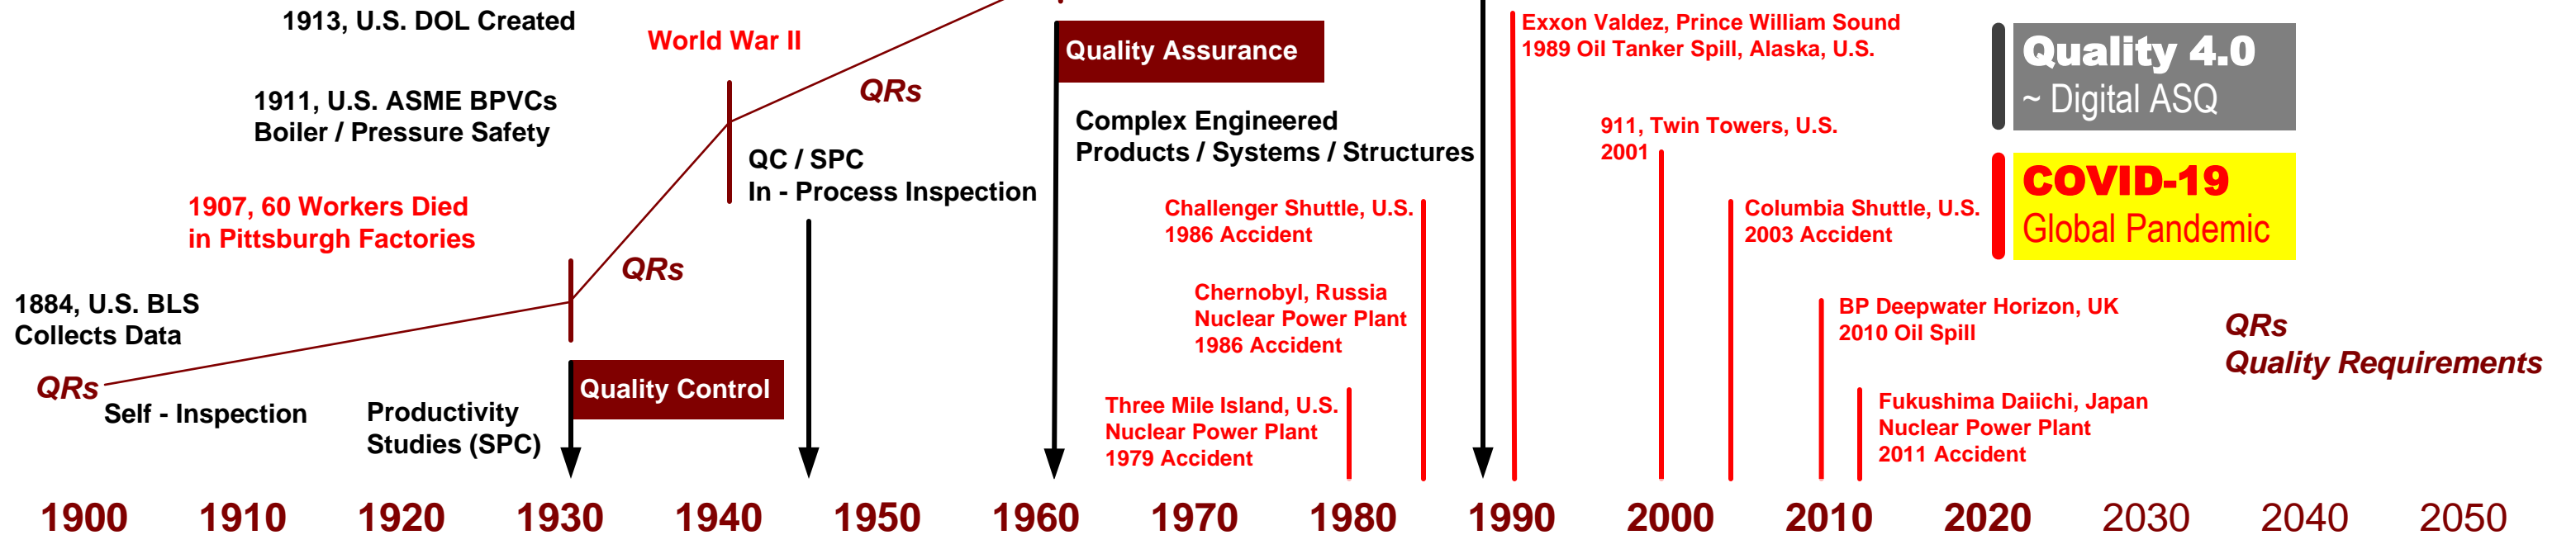 1913, U.S. DOL Created
World War II
1911, U.S. ASME BPVCs
Boiler / Pressure Safety
1907, 60 Workers Died
in Pittsburgh Factories
1884, U.S. BLS
Collects Data
QRs
Self - Inspection
Productivity
Studies (SPC)
Quality Control
QRs
QC / SPC
In - Process Inspection
QRs
Quality Assurance
Complex Engineered
Products / Systems / Structures
Challenger Shuttle, U.S.
1986 Accident
Chernobyl, Russia
Nuclear Power Plant
1986 Accident
Three Mile Island, U.S.
Nuclear Power Plant
1979 Accident
Exxon Valdez, Prince William Sound
1989 Oil Tanker Spill, Alaska, U.S.
911, Twin Towers, U.S.
2001
Columbia Shuttle, U.S.
2003 Accident
BP Deepwater Horizon, UK
2010 Oil Spill
Fukushima Daiichi, Japan
Nuclear Power Plant
2011 Accident
Quality 4.0
~ Digital ASQ
COVID-19
Global Pandemic
QRs
Quality Requirements
1900 1910 1920 1930 1940 1950 1960 1970 1980 1990 2000 2010 2020 2030 2040 2050